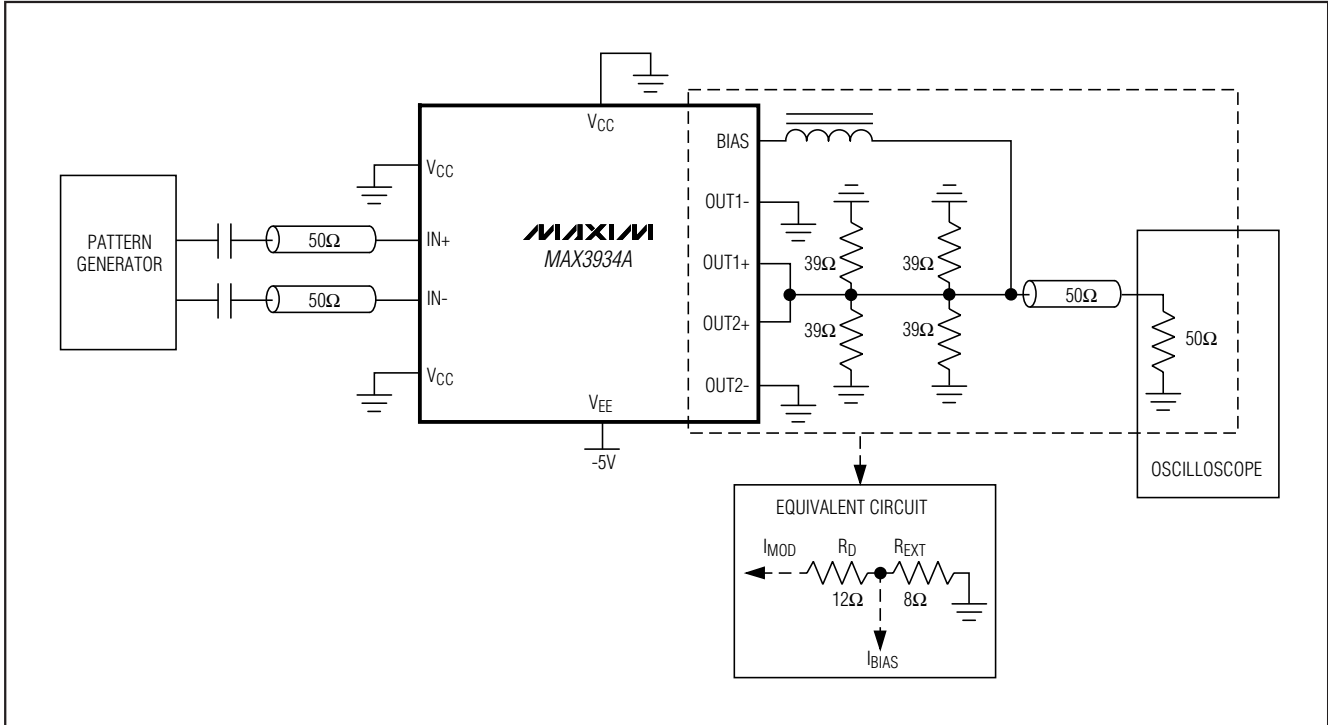 VCC
VCC
BIAS
OUT1-
PATTERN
GENERATOR
50Ω
IN+
MAXIM
MAX3934A
OUT1+
39Ω
39Ω
50Ω
50Ω
IN-
OUT2+
39Ω
39Ω
50Ω
VCC
VEE
OUT2-
-5V
OSCILLOSCOPE
EQUIVALENT CIRCUIT
IMOD
RD
REXT
12Ω
8Ω
IBIAS